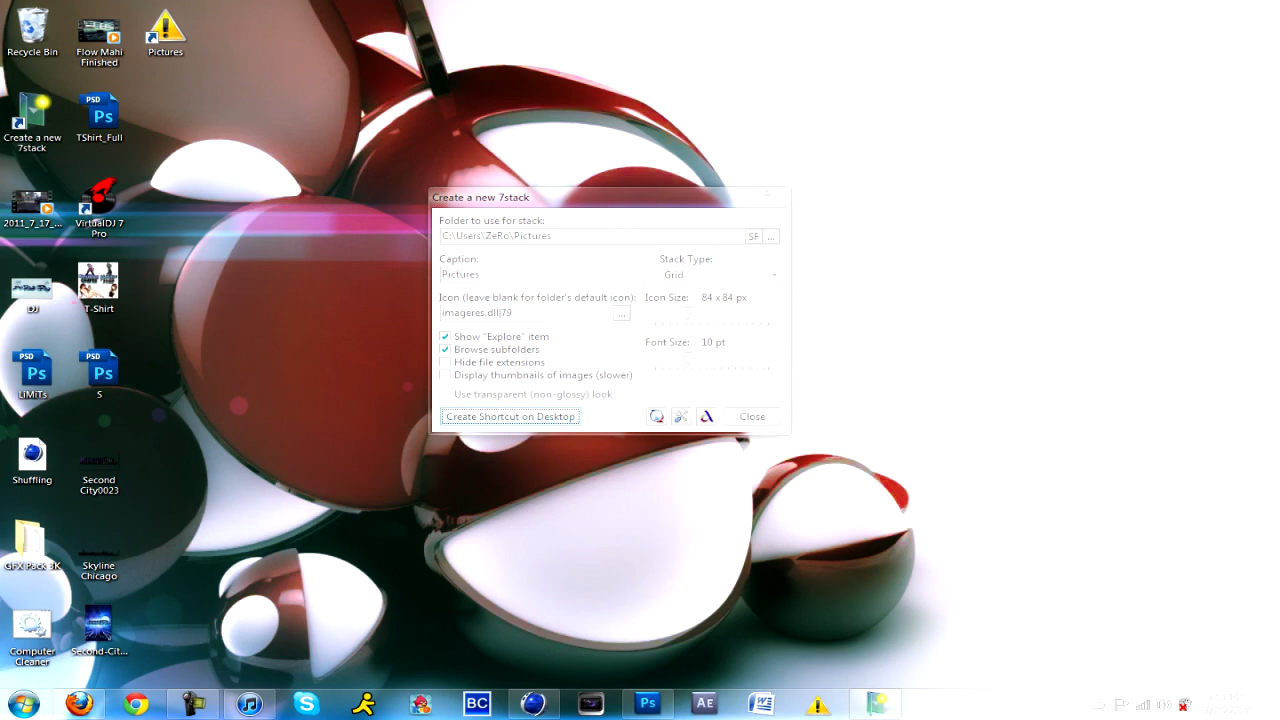 Recycle Bin
Flow Mahi
Finished
Pictures
Create a new
7stack
PSD
Ps
TShirt_Full
2011_7_17_...
VirtualDJ 7
Pro
DJ
T-Shirt
PSD
Ps
LiMiTs
PSD
Ps
S
Shuffling
Second
City0023
GFX Pack 3K
Skyline
Chicago
Computer
Cleaner
Second-Cit...
Create a new 7stack
Folder to use for stack:
C:\Users\ZeRo\Pictures
SF
...
Caption:
Stack Type:
Pictures
Grid
Icon (leave blank for folder's default icon):
Icon Size:
84 x 84 px
imageres.dll|79
...
Show "Explore" item
Font Size:
10 pt
Browse subfolders
Hide file extensions
Display thumbnails of images (slower)
Use transparent (non-glossy) look
Create Shortcut on Desktop
Close
BC
Ps
Ae